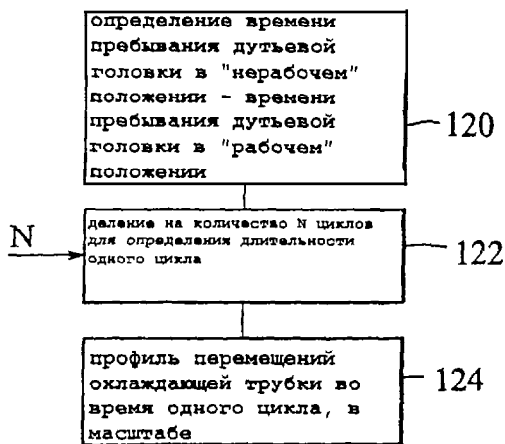 определение времени
пребывания дутьевой
головки в "нерабочем"
положении - времени
пребывания дутьевой
головки в "рабочем"
положении
120
деление на количество N циклов
для определения длительности
одного цикла
N
122
профиль перемещений
охлаждающей трубки во
время одного цикла, в
масштабе
124